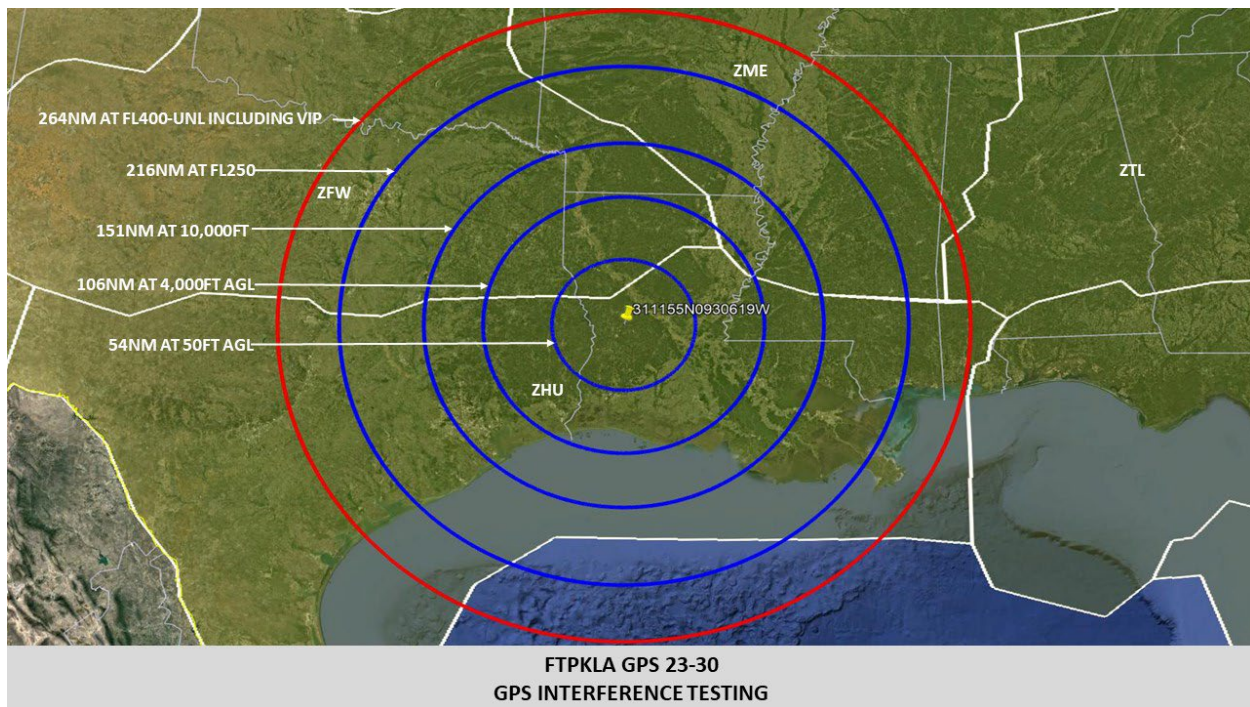 ZME
264NM AT FL400-UNL INCLUDING VIP
216NM AT FL250
ZTL
ZFW
151NM AT 10,000FT
106NM AT 4,000FT AGL
311155N0930619W
54NM AT 50FT AGL
ZHU
FTPKLA GPS 23-30
GPS INTERFERENCE TESTING